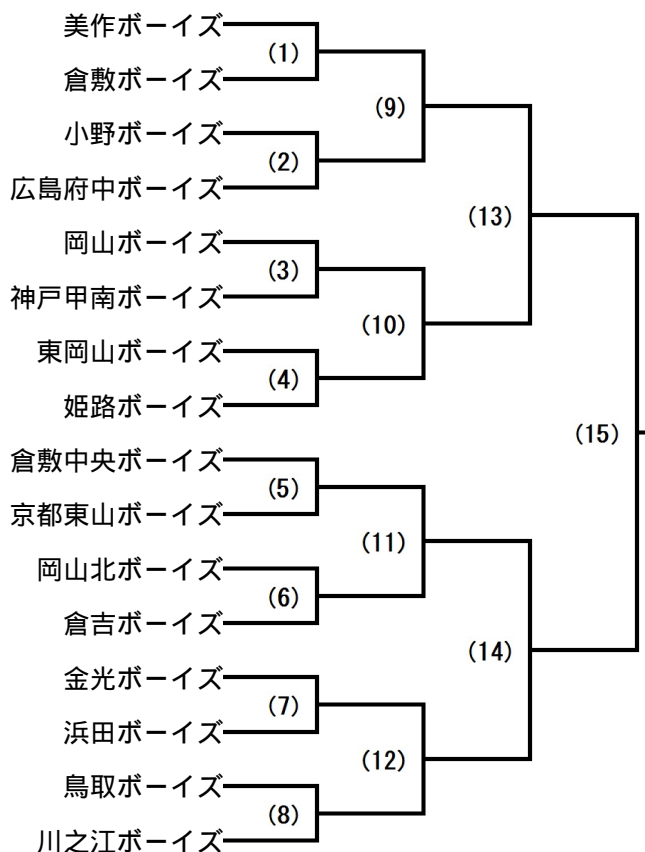 美作ボーイズ
(1)
倉敷ボーイズ
(9)
小野ボーイズ
(2)
広島府中ボーイズ
(13)
岡山ボーイズ
(3)
神戸甲南ボーイズ
(10)
東岡山ボーイズ
(4)
姫路ボーイズ
(15)
倉敷中央ボーイズ
(5)
京都東山ボーイズ
(11)
岡山北ボーイズ
(6)
倉吉ボーイズ
(14)
金光ボーイズ
(7)
浜田ボーイズ
(12)
鳥取ボーイズ
(8)
川之江ボーイズ